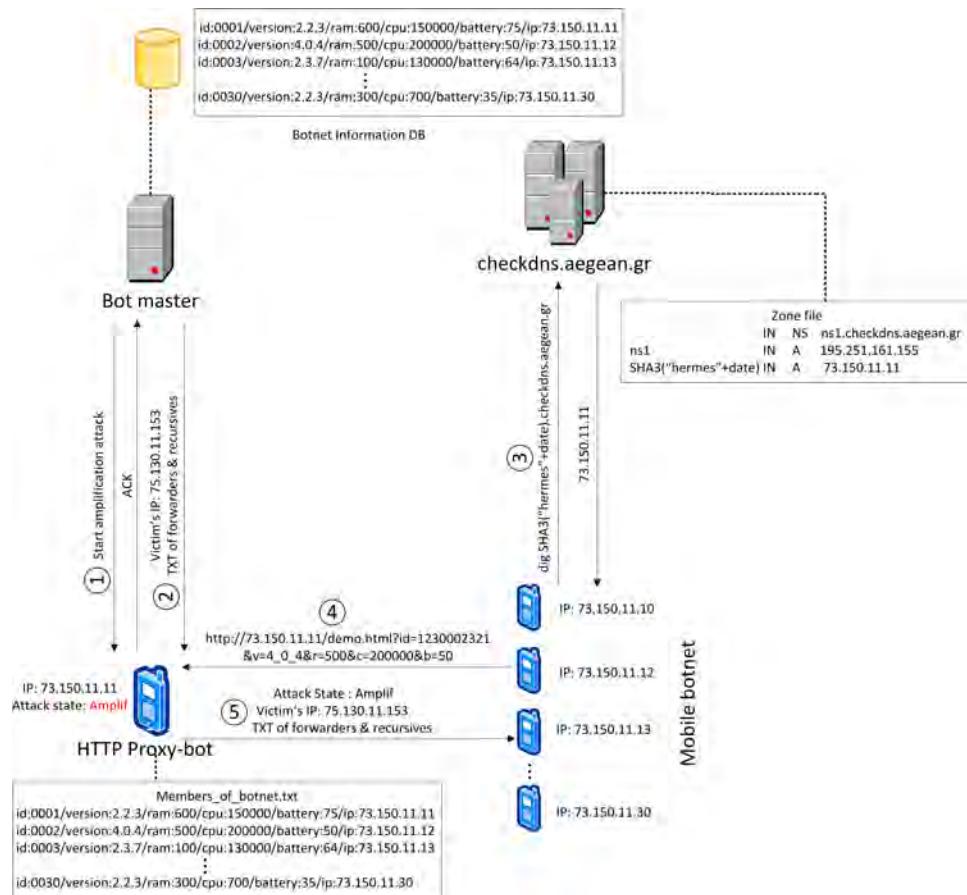 id:0001/version:2.2.3/ram:600/cpu:150000/battery:75/ip:73.150.11.11
id:0002/version:4.0.4/ram:500/cpu:200000/battery:50/ip:73.150.11.12
id:0003/version:2.3.7/ram:100/cpu:130000/battery:64/ip:73.150.11.13
id:0030/version:2.2.3/ram:300/cpu:700/battery:35/ip:73.150.11.30
Botnet Information DB
Bot master
checkdns.aegean.gr
Zone file
IN NS ns1.checkdns.aegean.gr
ns1 IN A 195.251.161.155
SHA3("hermes"+date) IN A 73.150.11.11
1 Start amplification attack
ACK
2 Victim's IP: 75.130.11.153
TXT of forwarders & recursives
3 dig SHA3("hermes"+date).checkdns.aegean.gr
73.150.11.11
4
http://73.150.11.11/demo.html?id=1230002321
&v=4_0_4&r=500&c=200000&b=50
5
Attack State : Amplif
Victim's IP: 75.130.11.153
TXT of forwarders & recursives
IP: 73.150.11.11
Attack state: Amplif
HTTP Proxy-bot
IP: 73.150.11.10
IP: 73.150.11.12
IP: 73.150.11.13
IP: 73.150.11.30
Mobile botnet
Members_of_botnet.txt
id:0001/version:2.2.3/ram:600/cpu:150000/battery:75/ip:73.150.11.11
id:0002/version:4.0.4/ram:500/cpu:200000/battery:50/ip:73.150.11.12
id:0003/version:2.3.7/ram:100/cpu:130000/battery:64/ip:73.150.11.13
id:0030/version:2.2.3/ram:300/cpu:700/battery:35/ip:73.150.11.30